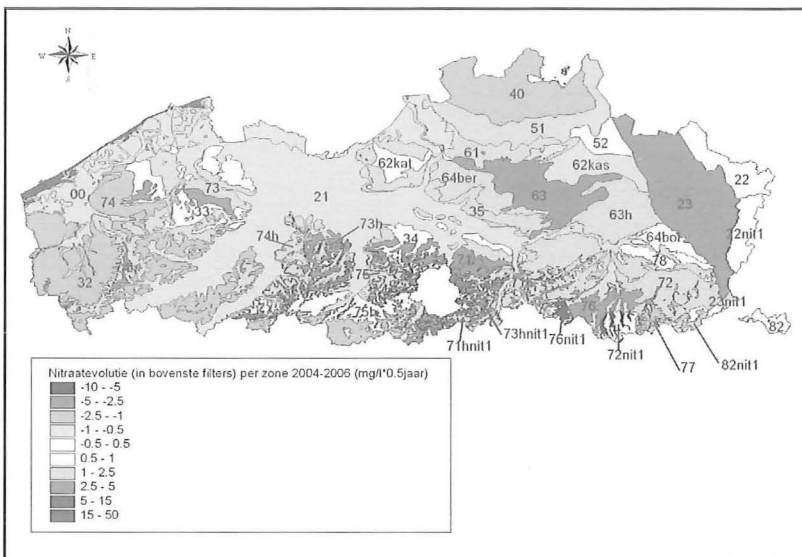 N
W E
S
40
51
52
61
62kat
62kas
64ber
63
22
23
00
74
73
33
21
35
63h
22nit1
73h
34
64bor
74h
71
78
32
75
72
23nit1
75h
82
71hnit1
73hnit1
76nit1
72nit1
77
82nit1
Nitraatevolutie (in bovenste filters) per zone 2004-2006 (mg/l*0.5jaar)
-10 - -5
-5 - -2.5
-2.5 - -1
-1 - -0.5
-0.5 - 0.5
0.5 - 1
1 - 2.5
2.5 - 5
5 - 15
15 - 50